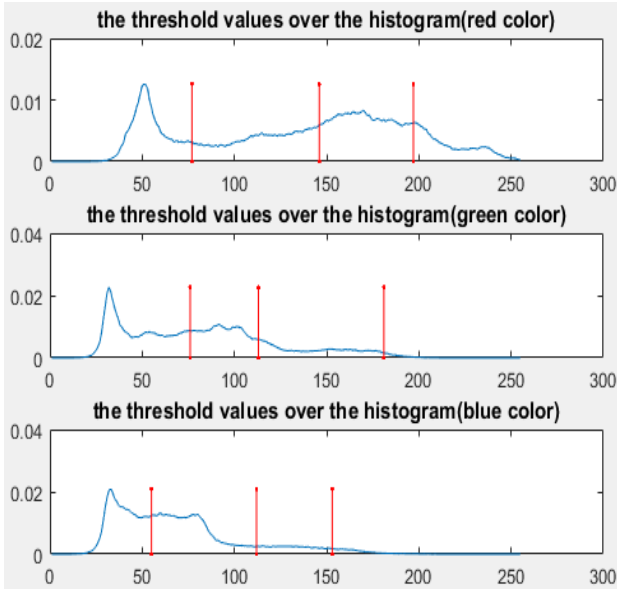 the threshold values over the histogram(red color)
0.02
0.01
0
0 50 100 150 200 250 300
the threshold values over the histogram(green color)
0.04
0.02
0
0 50 100 150 200 250 300
the threshold values over the histogram(blue color)
0.04
0.02
0
0 50 100 150 200 250 300